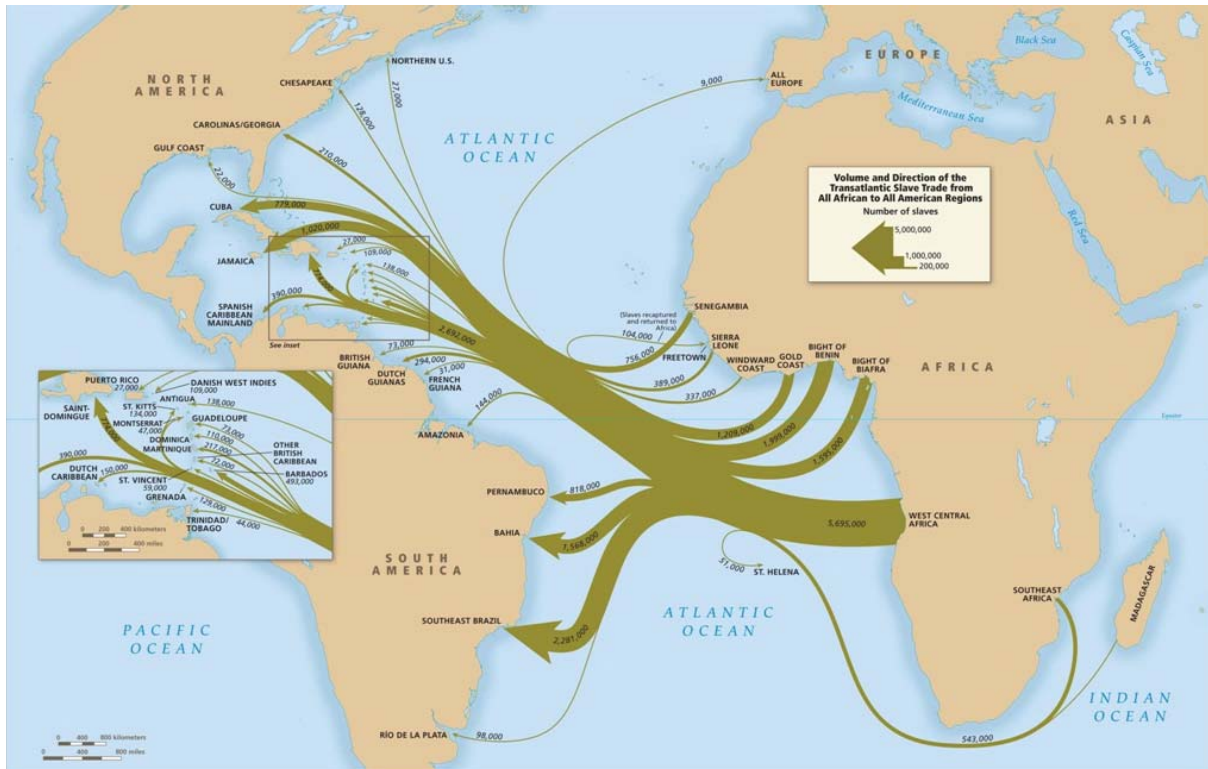 NORTH
AMERICA
NORTHERN U.S.
CHESAPEAKE
CAROLINAS/GEORGIA
GULF COAST
27,000
128,000
210,000
22,000
CUBA
779,000
1,020,000
JAMAICA
27,000
109,000
138,000
774,000
390,000
SPANISH
CARIBBEAN
MAINLAND
2,692,000
See inset
ATLANTIC
OCEAN
9,000
ALL
EUROPE
EUROPE
Black Sea
Caspian Sea
Mediterranean Sea
ASIA
Red Sea
Volume and Direction of the
Transatlantic Slave Trade from
All African to All American Regions
Number of slaves
5,000,000
1,000,000
200,000
SENEGAMBIA
(Slaves recaptured
and returned to
Africa)
104,000
756,000
SIERRA
LEONE
FREETOWN
389,000
337,000
WINDWARD
COAST
GOLD
COAST
BIGHT OF
BENIN
BIGHT OF
BIAFRA
AFRICA
1,209,000
1,999,000
1,595,000
73,000
BRITISH
GUIANA
294,000
DUTCH
GUIANAS
31,000
FRENCH
GUIANA
144,000
AMAZONIA
Equator
PERNAMBUCO
818,000
BAHIA
1,568,000
SOUTH
AMERICA
SOUTHEAST BRAZIL
2,281,000
RÍO DE LA PLATA
98,000
5,695,000
WEST CENTRAL
AFRICA
51,000
ST. HELENA
ATLANTIC
OCEAN
SOUTHEAST
AFRICA
MADAGASCAR
543,000
INDIAN
OCEAN
PACIFIC
OCEAN
PUERTO RICO
27,000
DANISH WEST INDIES
109,000
ANTIGUA
138,000
SAINT-
DOMINGUE
ST. KITTS
134,000
MONTSERRAT
47,000
GUADELOUPE
73,000
DOMINICA
110,000
MARTINIQUE
217,000
OTHER
BRITISH
CARIBBEAN
72,000
774,000
390,000
DUTCH
CARIBBEAN
150,000
ST. VINCENT
59,000
BARBADOS
493,000
GRENADA
129,000
TRINIDAD/
TOBAGO
44,000
0 200 400 kilometers
0 200 400 miles
0 400 800 kilometers
0 400 800 miles